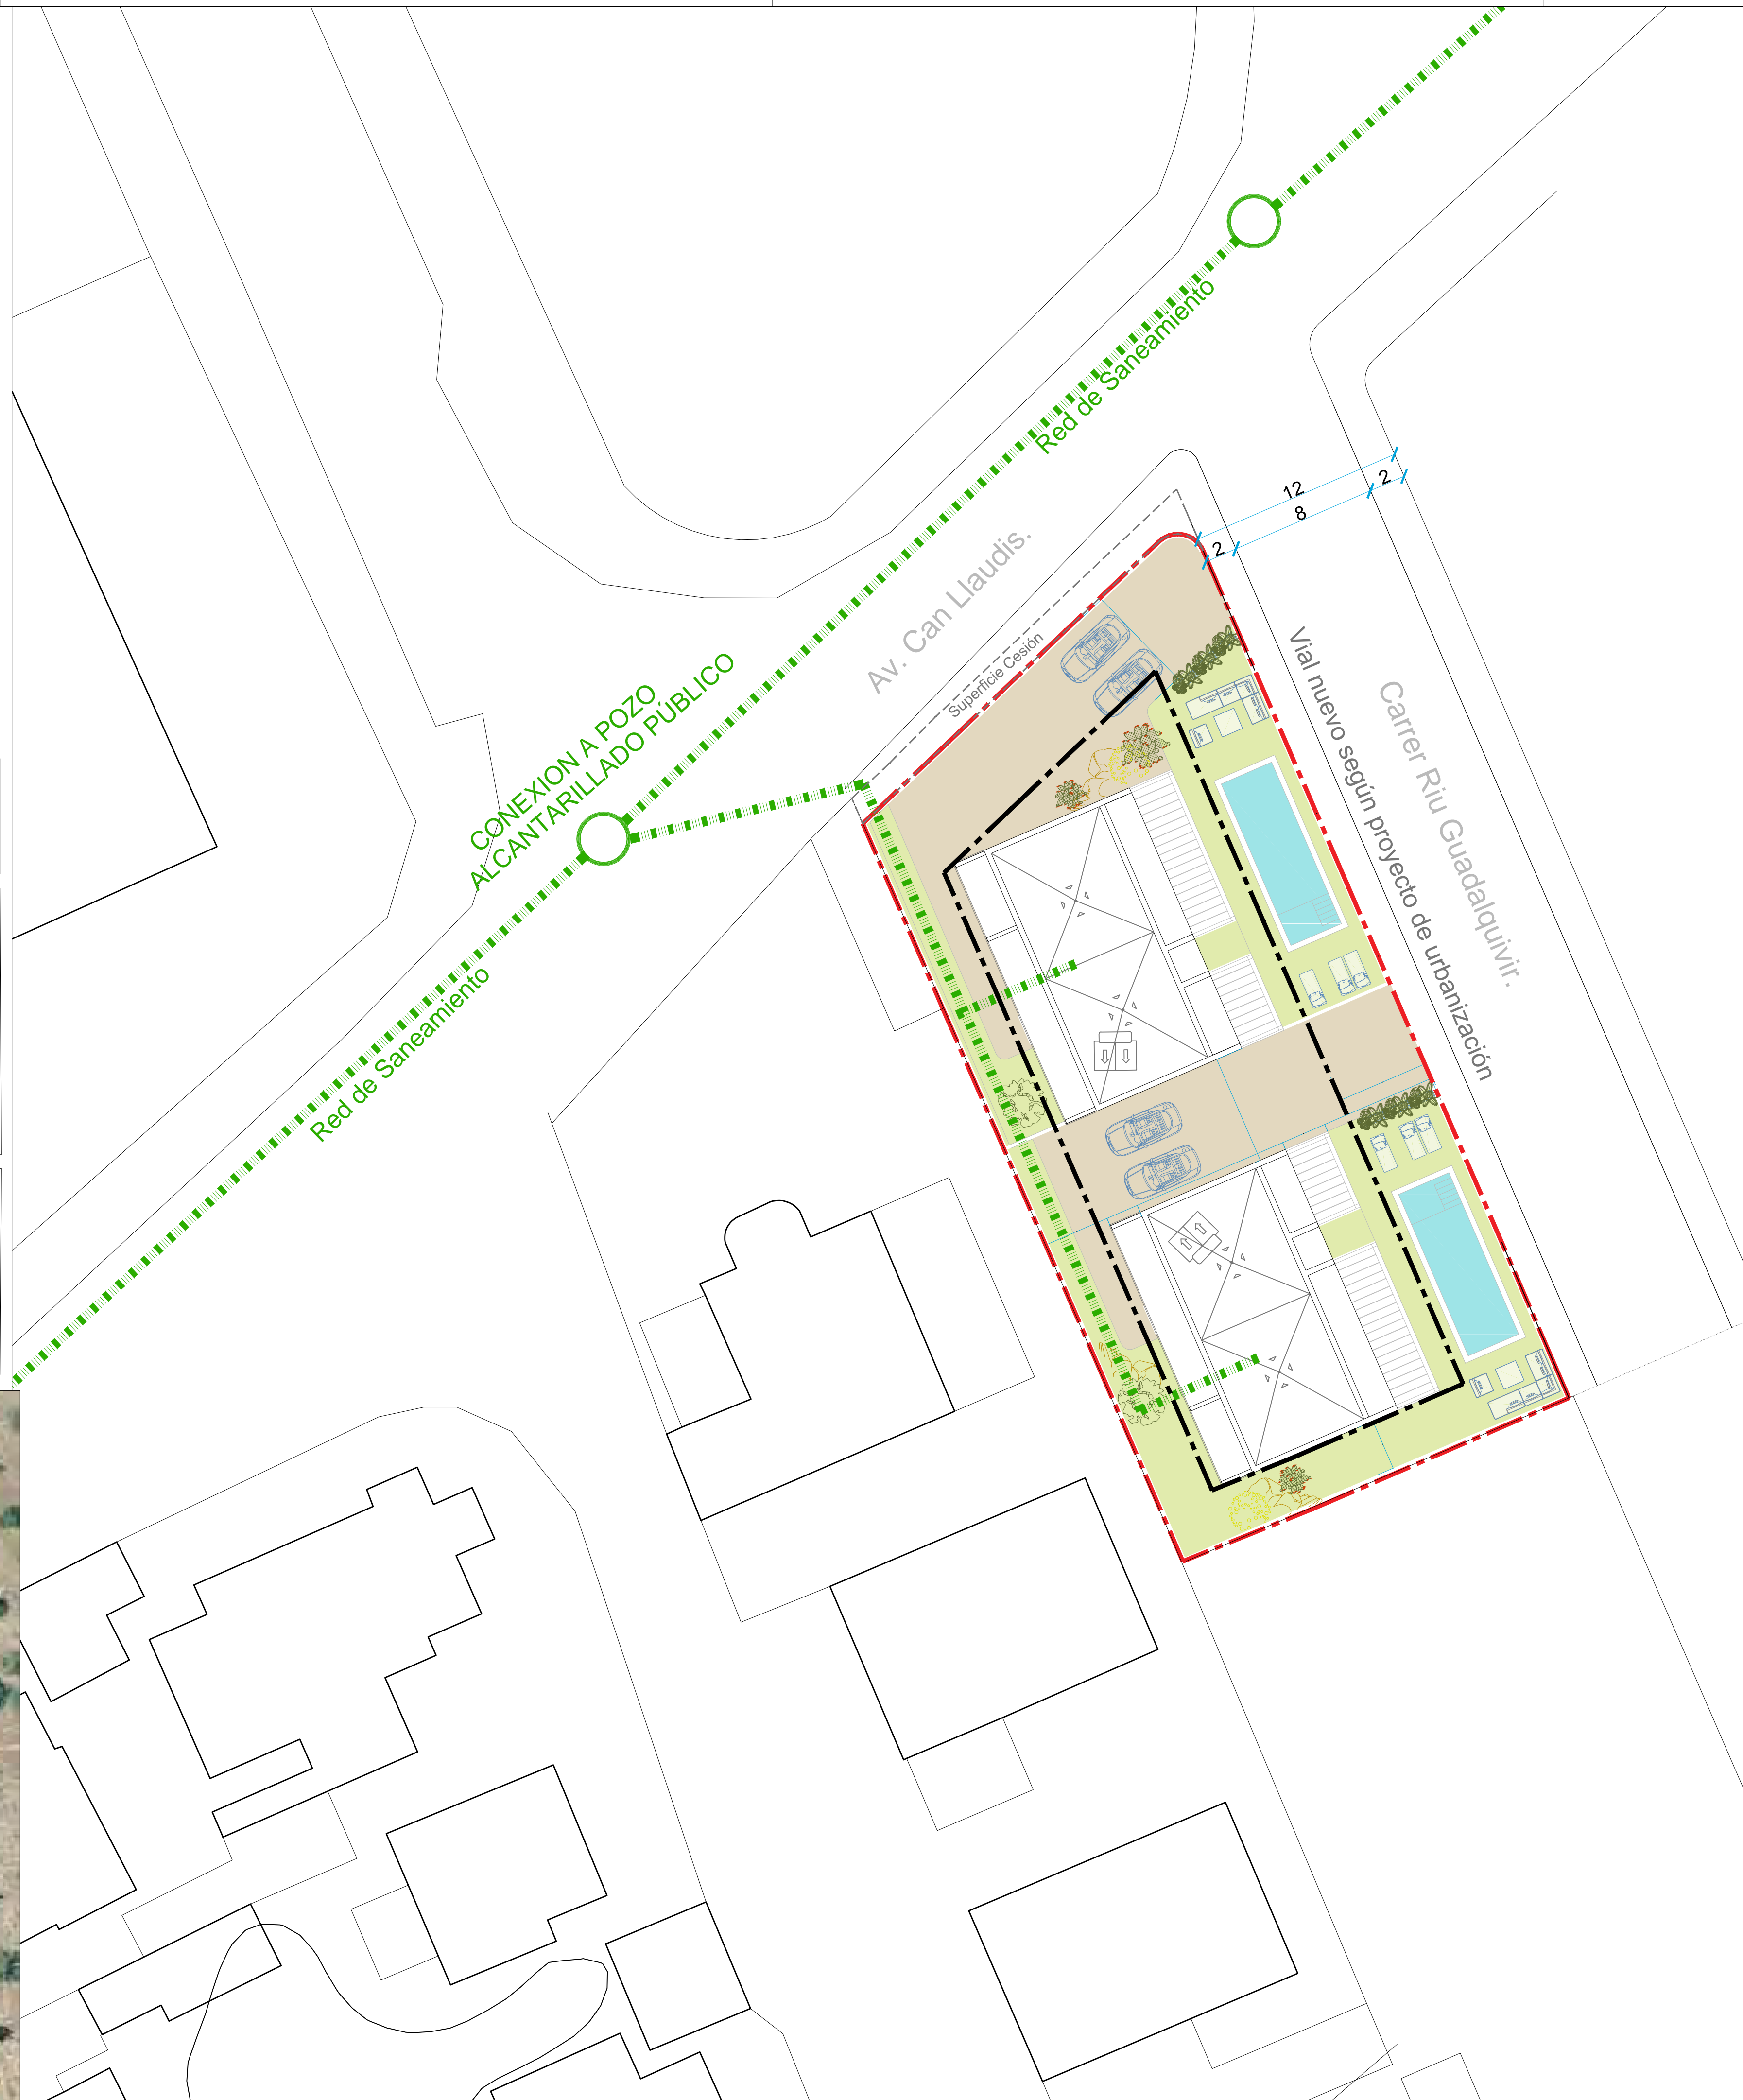 Red de Saneamiento
12
2
8
2
Av. Can Llaudis.
Superficie Cesión
Vial nuevo según proyecto de urbanización
Carrer Riu Guadalquivir.
CONEXION A POZO
ALCANTARILLADO PÚBLICO
Red de Saneamiento